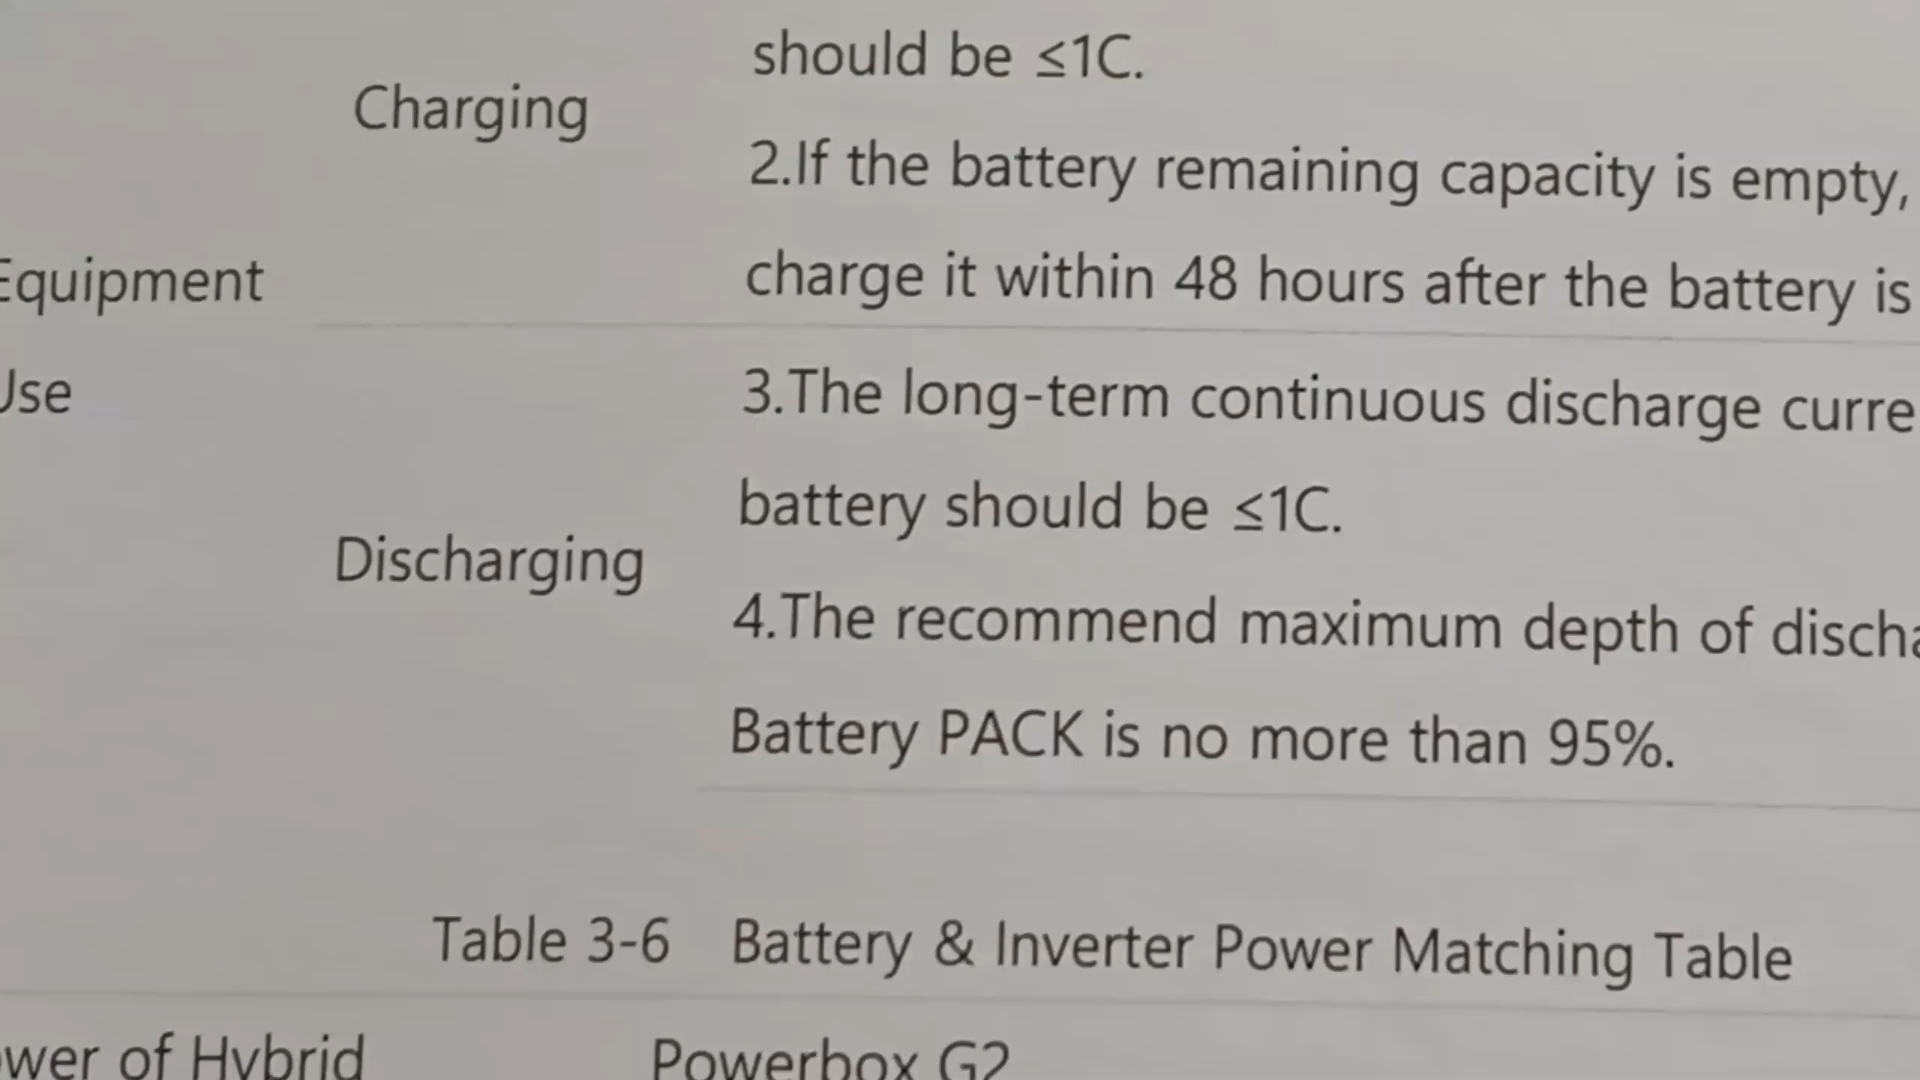 should be ≤1C.
Charging
2.If the battery remaining capacity is empty,
charge it within 48 hours after the battery is
Equipment
Use
3.The long-term continuous discharge curre
battery should be ≤1C.
Discharging
4.The recommend maximum depth of discha
Battery PACK is no more than 95%.
Table 3-6 Battery & Inverter Power Matching Table
ower of Hybrid
Powerbox G2